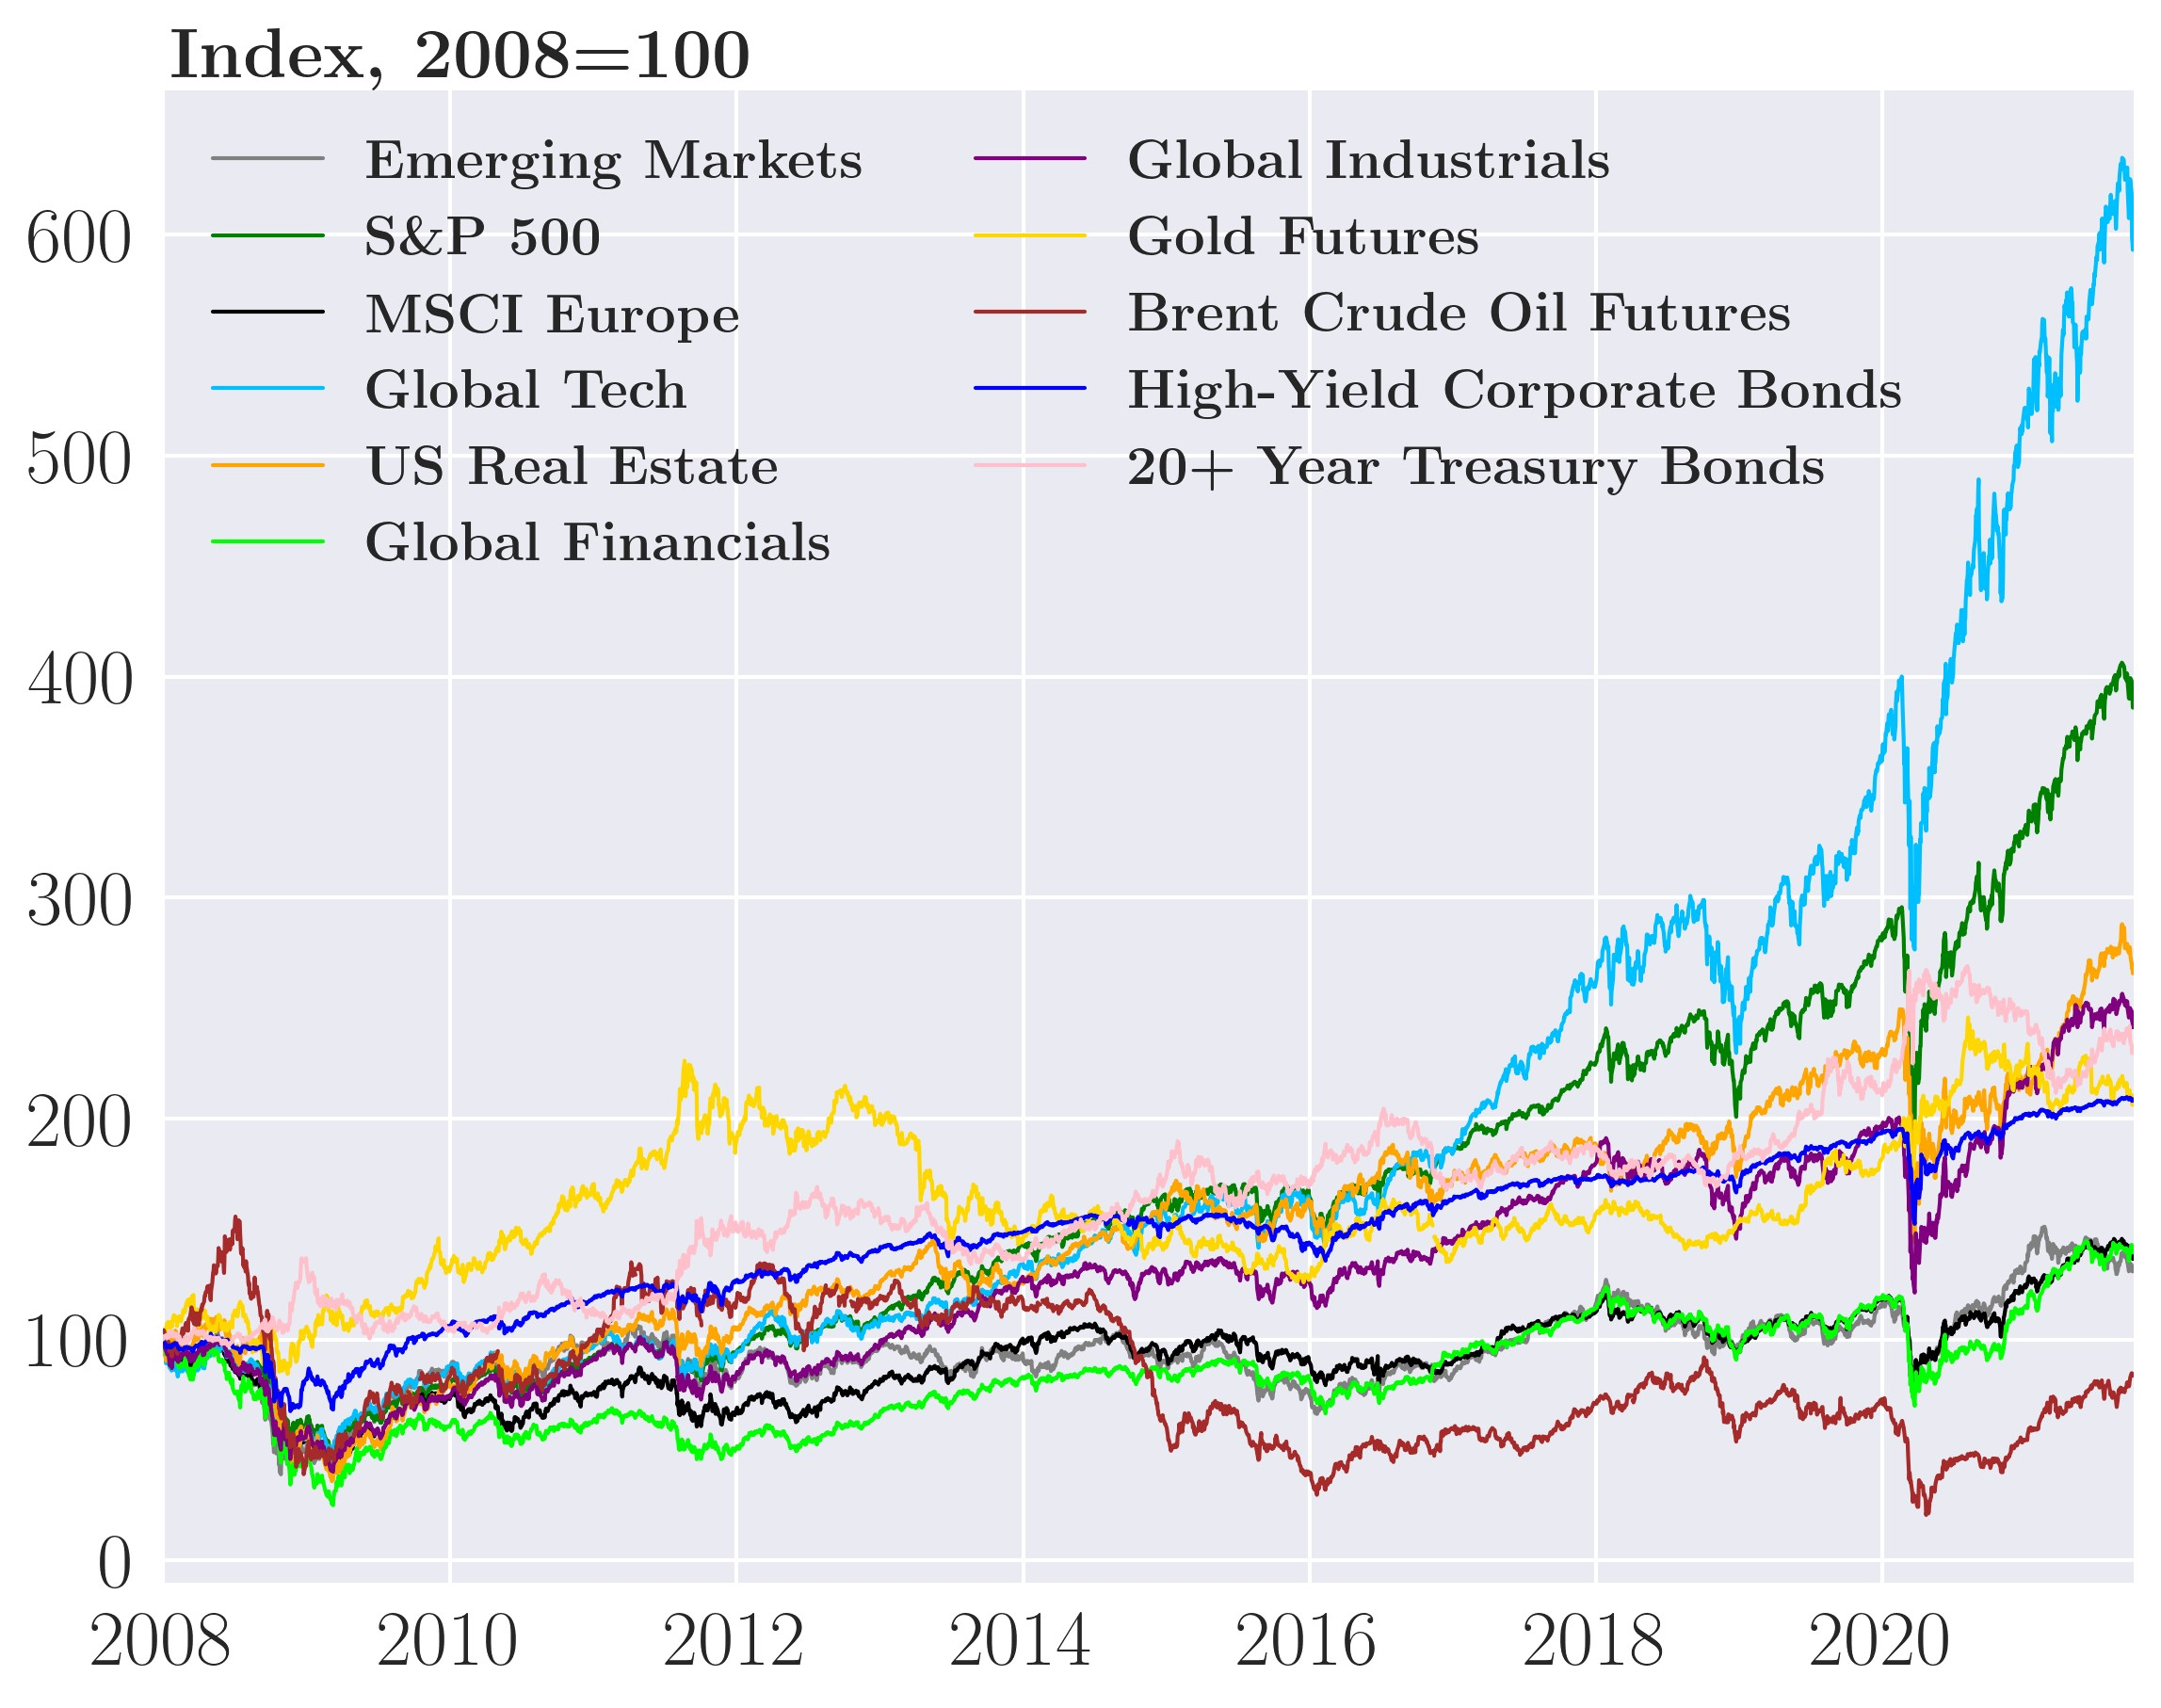 Index, 2008=100
Emerging Markets
S&P 500
MSCI Europe
Global Tech
US Real Estate
Global Financials
Global Industrials
Gold Futures
Brent Crude Oil Futures
High-Yield Corporate Bonds
20+ Year Treasury Bonds
600
500
400
300
200
100
0
2008 2010 2012 2014 2016 2018 2020